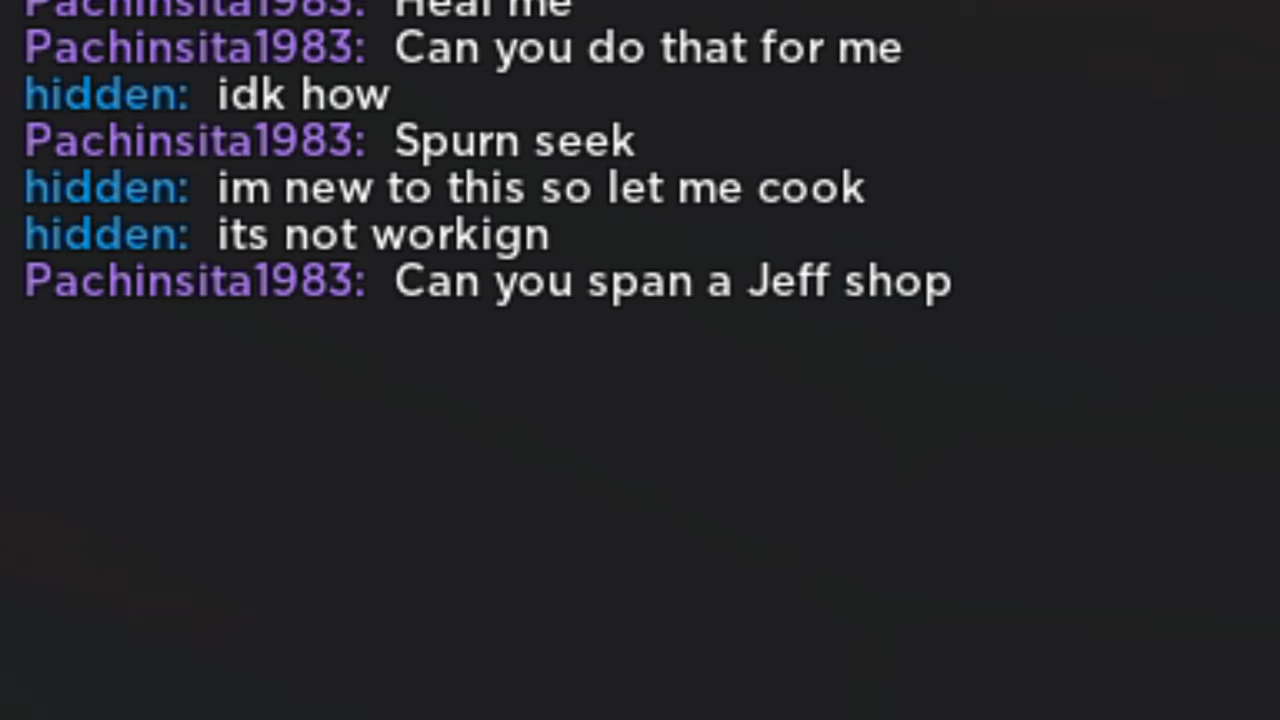 Pachinsita1983: Heal me
Pachinsita1983: Can you do that for me
hidden: idk how
Pachinsita1983: Spurn seek
hidden: im new to this so let me cook
hidden: its not workign
Pachinsita1983: Can you span a Jeff shop